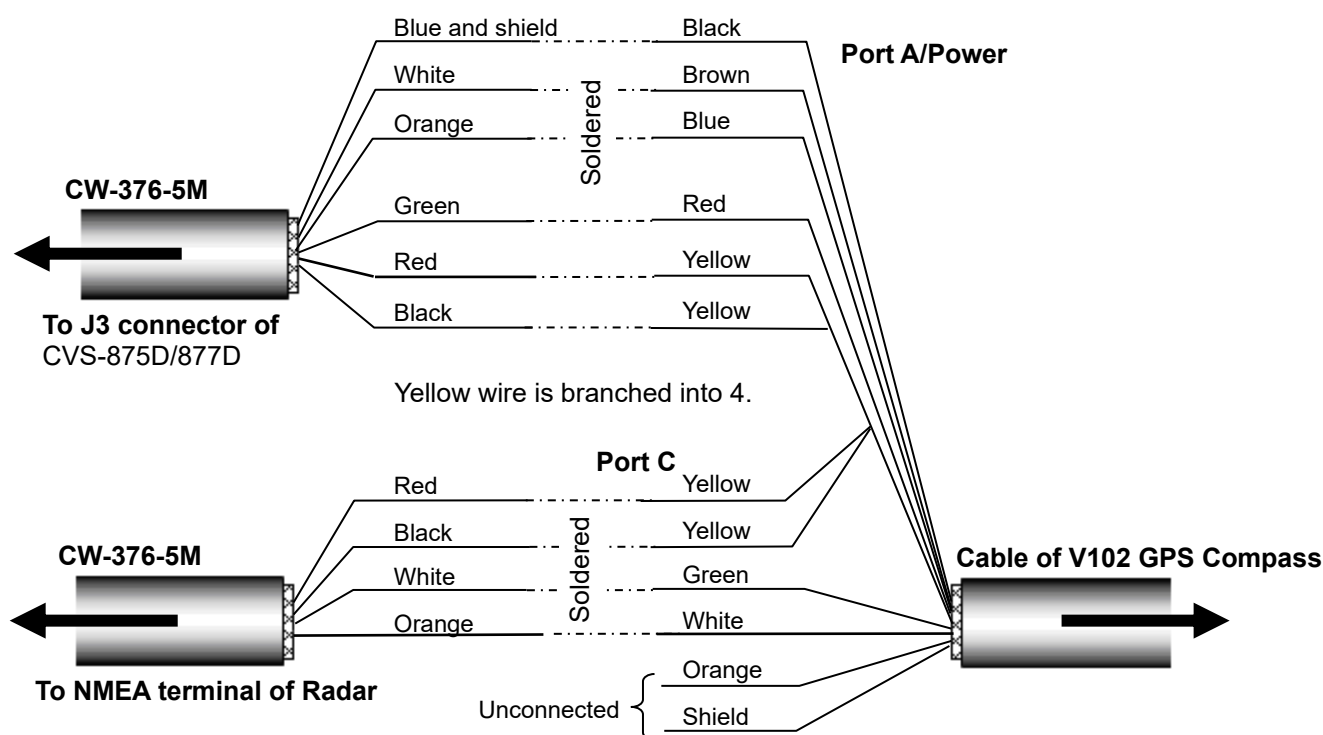 Blue and shield Black
Port A/Power
White Brown
Orange Blue
Soldered
CW-376-5M
Green Red
Red Yellow
Black Yellow
To J3 connector of
CVS-875D/877D
Yellow wire is branched into 4.
Port C
Red Yellow
Black Yellow
Soldered
CW-376-5M
Cable of V102 GPS Compass
White Green
Orange White
To NMEA terminal of Radar
Orange
Unconnected
Shield